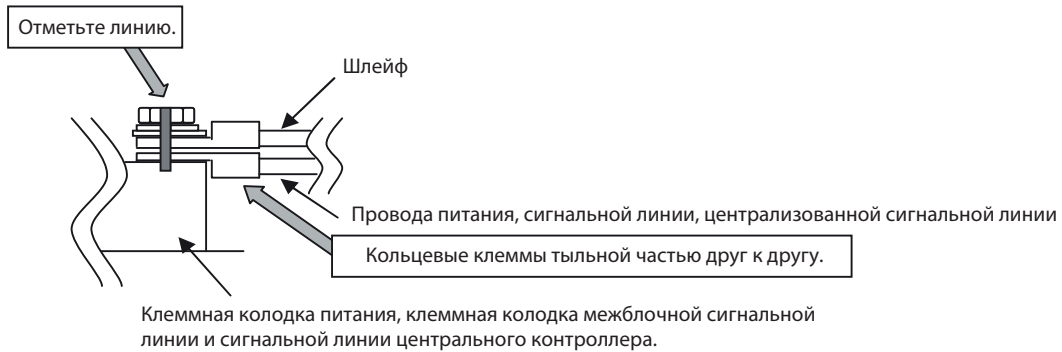 Отметьте линию.
Шлейф
Провода питания, сигнальной линии, централизованной сигнальной линии
Кольцевые клеммы тыльной частью друг к другу.
Клеммная колодка питания, клеммная колодка межблочной сигнальной
линии и сигнальной линии центрального контроллера.